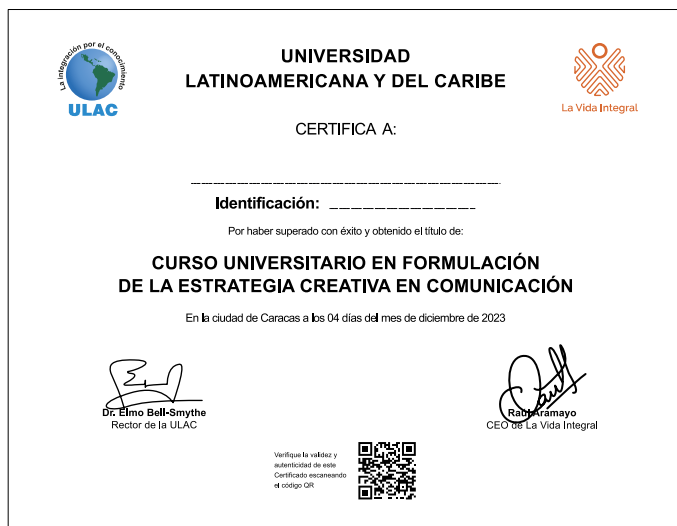 La integración por el conocimiento
ULAC
UNIVERSIDAD
LATINOAMERICANA Y DEL CARIBE
La Vida Integral
CERTIFICA A:
Identificación:
Por haber superado con éxito y obtenido el título de:
CURSO UNIVERSITARIO EN FORMULACIÓN
DE LA ESTRATEGIA CREATIVA EN COMUNICACIÓN
En la ciudad de Caracas a los 04 días del mes de diciembre de 2023
Dr. Elmo Bell-Smythe
Rector de la ULAC
Raul Aramayo
CEO de La Vida Integral
Verifique la validez y
autenticidad de este
Certificado escaneando
el código QR